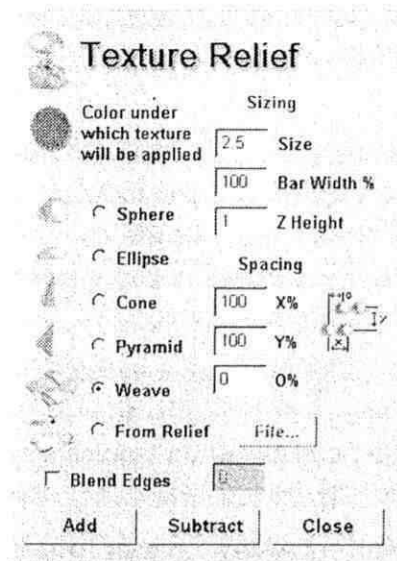 Texture Relief
Sizing
Color under
which texture
will be applied
2.5 Size
100 Bar Width %
Sphere
1 Z Height
Ellipse
Spacing
Cone
100 X%
Pyramid
100 Y%
Weave
0 O%
From Relief File...
Blend Edges 0
Add Subtract Close